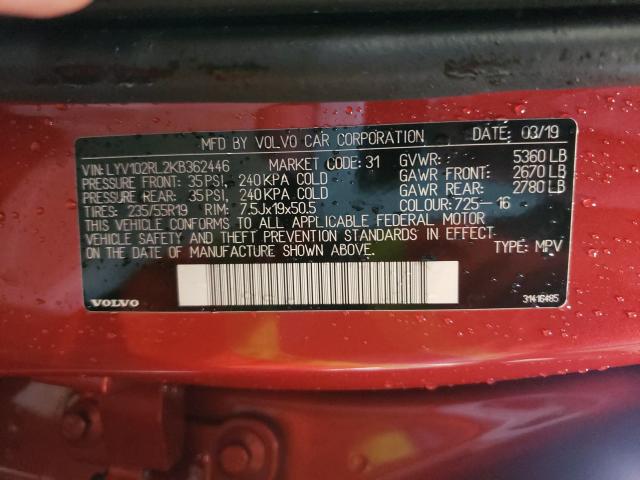 MFD BY VOLVO CAR CORPORATION DATE: 03/19
VIN: LYV102RL2KB362446 MARKET CODE: 31 GVWR: 5360 LB
PRESSURE FRONT: 35 PSI, 240 KPA COLD GAWR FRONT: 2670 LB
PRESSURE REAR: 35 PSI, 240 KPA COLD GAWR REAR: 2780 LB
TIRES: 235/55R19 RIM: 7.5Jx19x50.5 COLOUR: 725-16
THIS VEHICLE CONFORMS TO ALL APPLICABLE FEDERAL MOTOR
VEHICLE SAFETY AND THEFT PREVENTION STANDARDS IN EFFECT
ON THE DATE OF MANUFACTURE SHOWN ABOVE. TYPE: MPV
VOLVO 31416485